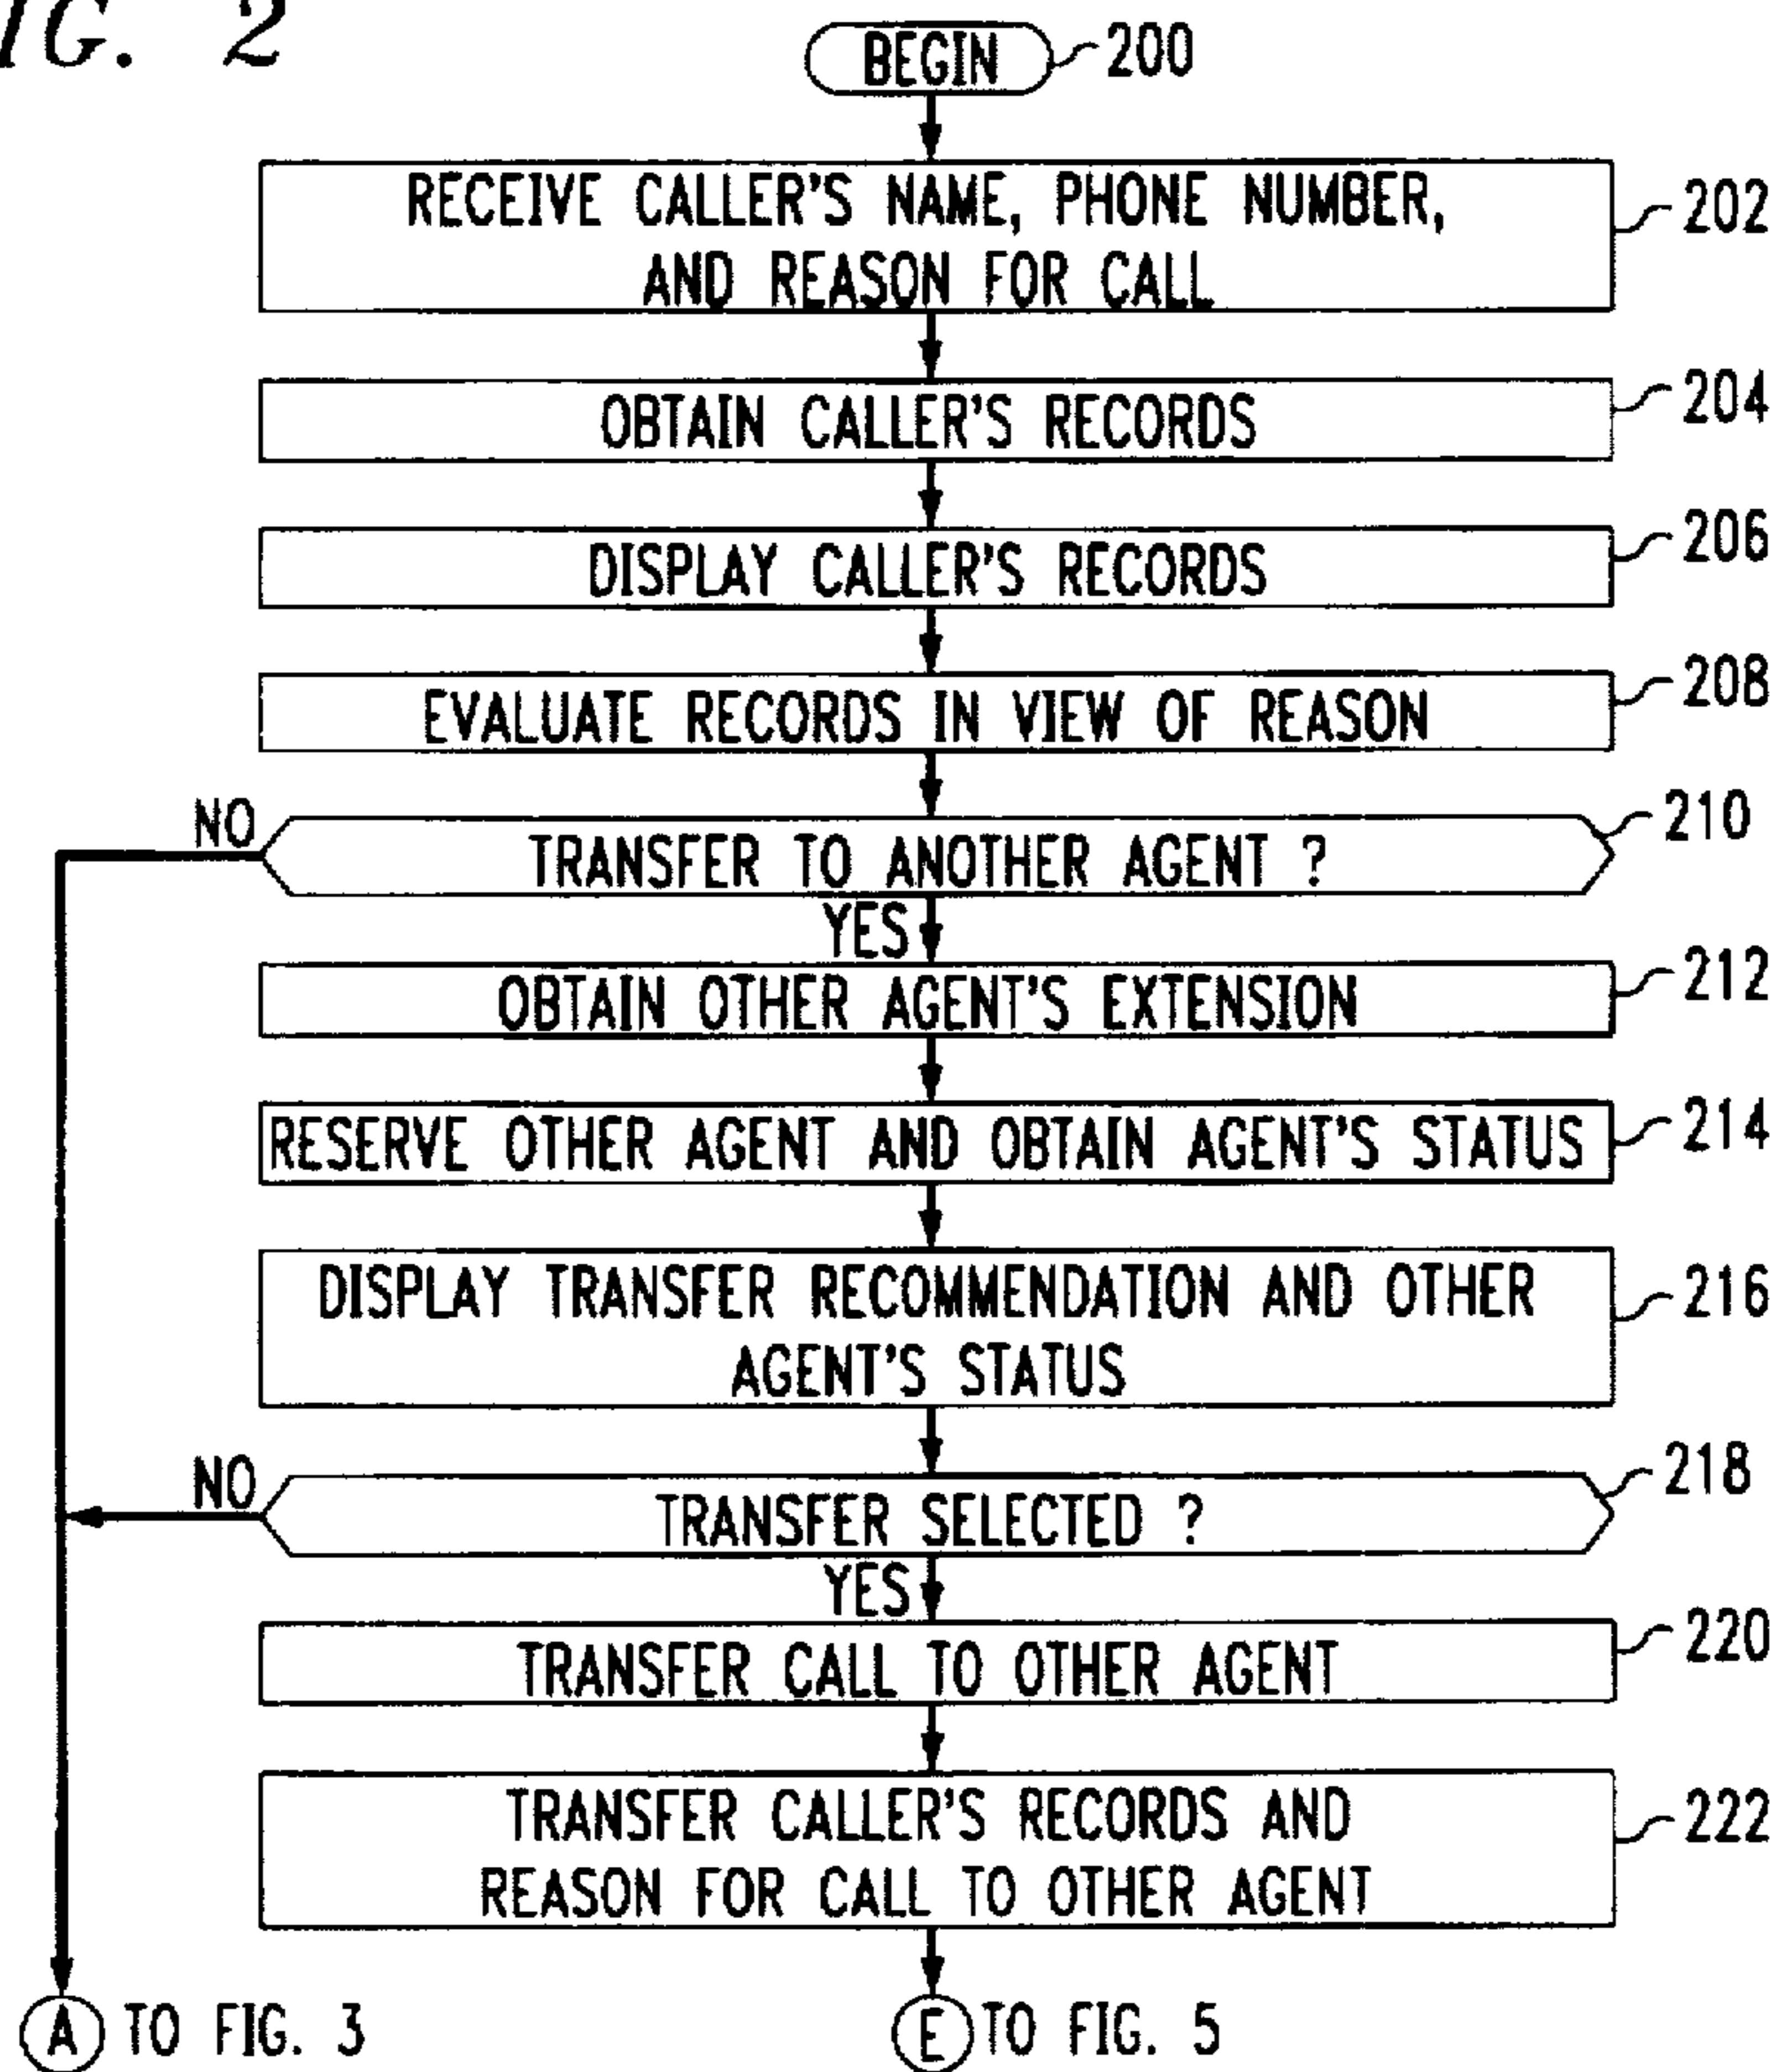 FIG. 2
BEGIN 200
RECEIVE CALLER'S NAME, PHONE NUMBER, 202
AND REASON FOR CALL
OBTAIN CALLER'S RECORDS 204
DISPLAY CALLER'S RECORDS 206
EVALUATE RECORDS IN VIEW OF REASON 208
NO TRANSFER TO ANOTHER AGENT ? 210
YES
OBTAIN OTHER AGENT'S EXTENSION 212
RESERVE OTHER AGENT AND OBTAIN AGENT'S STATUS 214
DISPLAY TRANSFER RECOMMENDATION AND OTHER 216
AGENT'S STATUS
NO TRANSFER SELECTED ? 218
YES
TRANSFER CALL TO OTHER AGENT 220
TRANSFER CALLER'S RECORDS AND 222
REASON FOR CALL TO OTHER AGENT
A TO FIG. 3 E TO FIG. 5